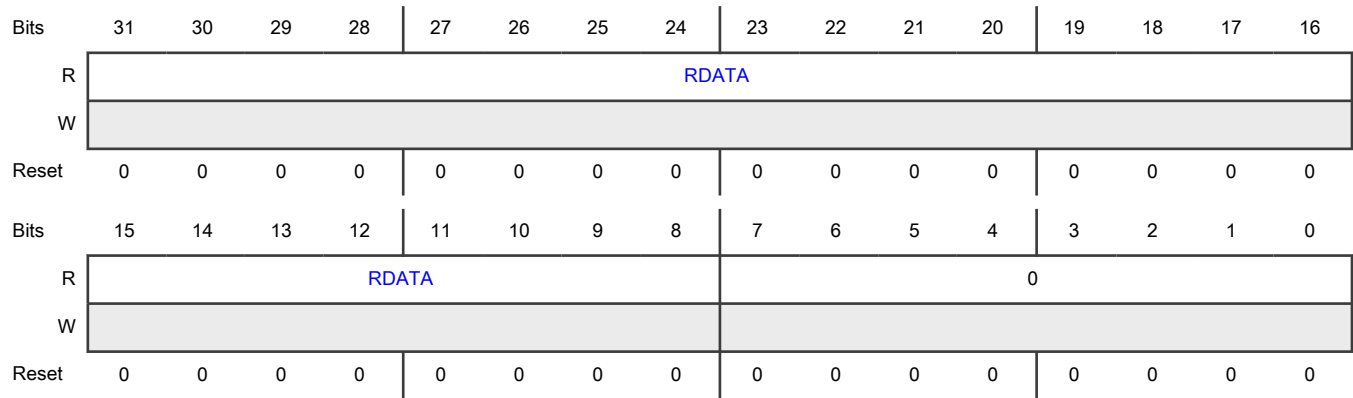 Bits 31 30 29 28 27 26 25 24 23 22 21 20 19 18 17 16
R RDATA
W
Reset 0 0 0 0 0 0 0 0 0 0 0 0 0 0 0 0
Bits 15 14 13 12 11 10 9 8 7 6 5 4 3 2 1 0
R RDATA 0
W
Reset 0 0 0 0 0 0 0 0 0 0 0 0 0 0 0 0